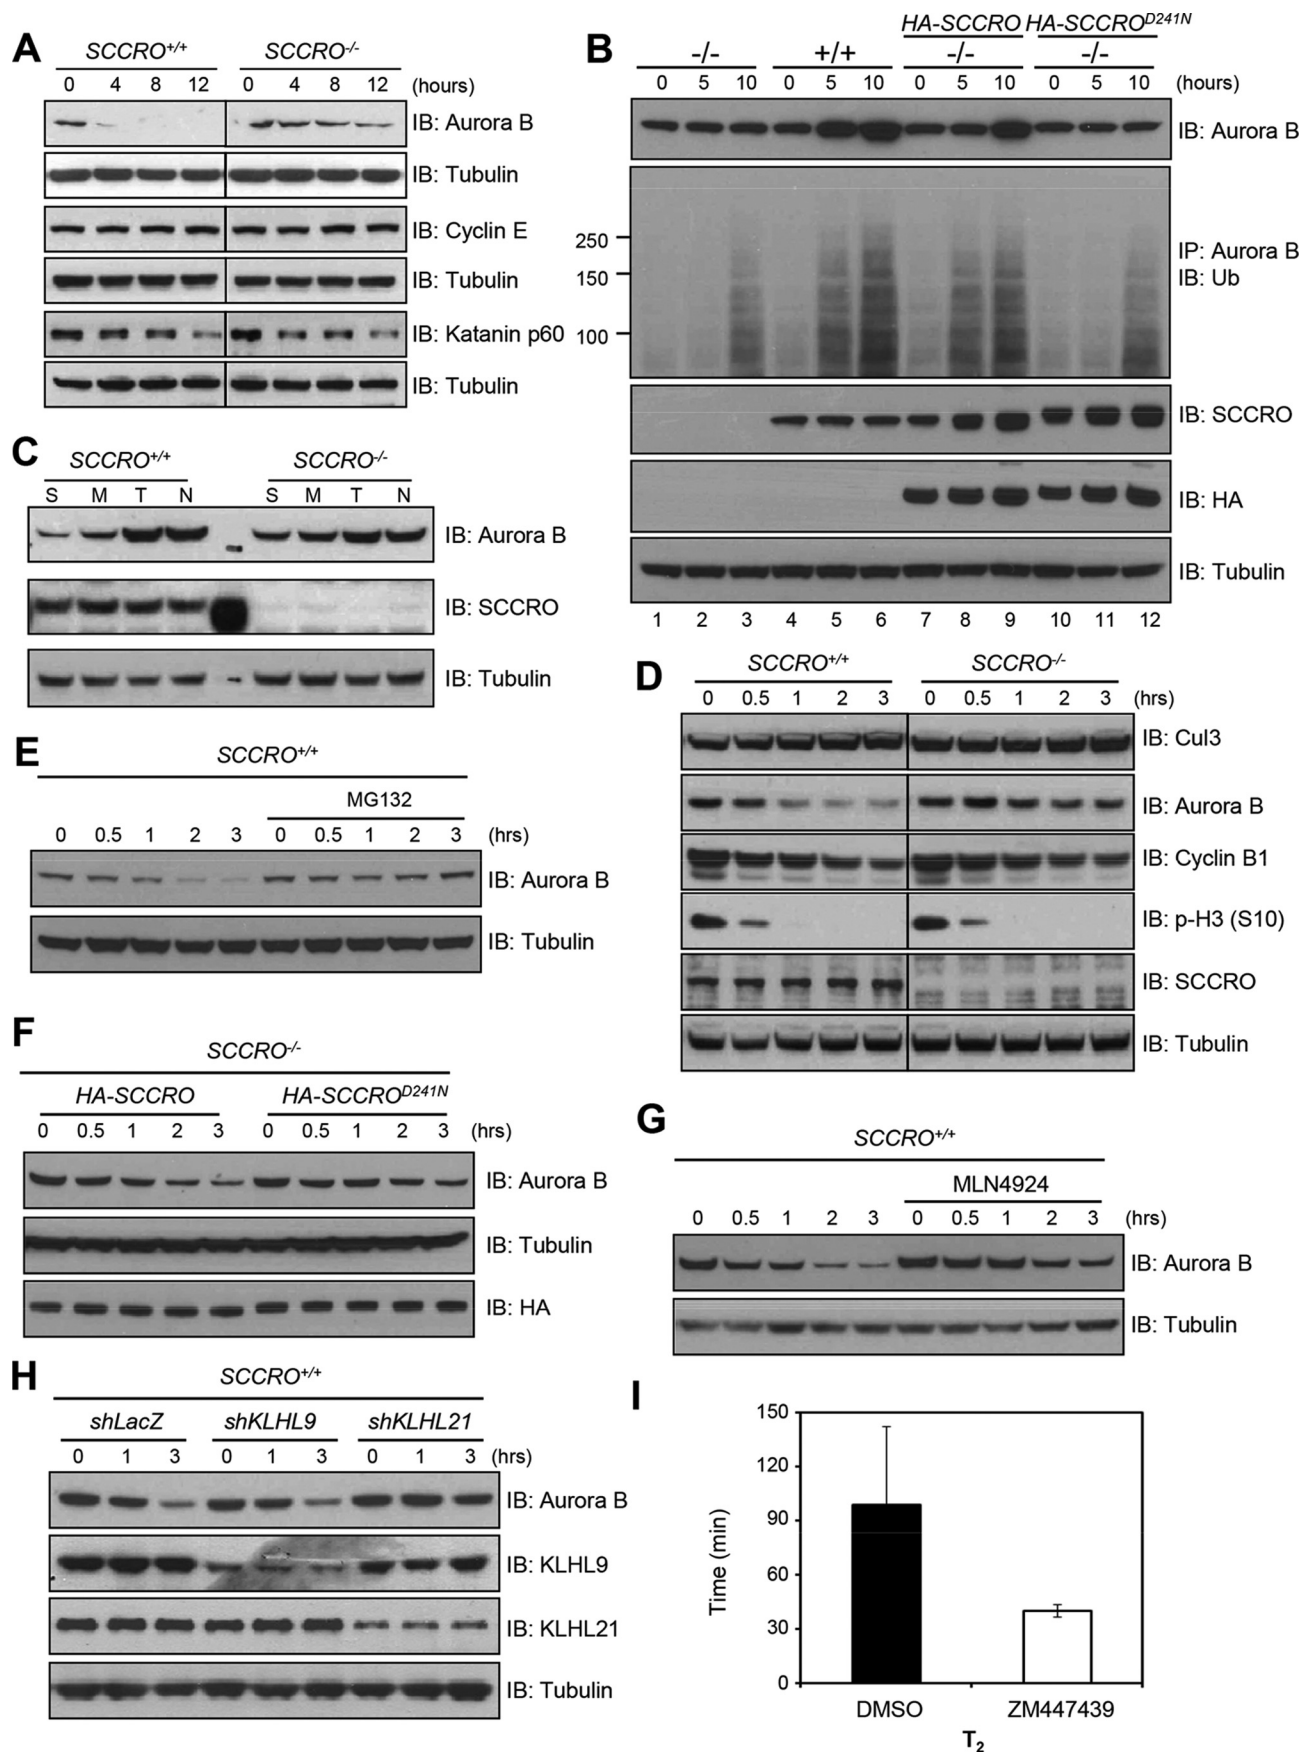 A
SCCRO+/+ SCCRO-/-
0 4 8 12 0 4 8 12 (hours)
IB: Aurora B
IB: Tubulin
IB: Cyclin E
IB: Tubulin
IB: Katanin p60
IB: Tubulin
B
HA-SCCRO HA-SCCROD241N
-/- +/+ -/- -/-
0 5 10 0 5 10 0 5 10 0 5 10 (hours)
IB: Aurora B
250
150
100
IP: Aurora B
IB: Ub
IB: SCCRO
IB: HA
IB: Tubulin
1 2 3 4 5 6 7 8 9 10 11 12
C
SCCRO+/+ SCCRO-/-
S M T N S M T N
IB: Aurora B
IB: SCCRO
IB: Tubulin
D
SCCRO+/+ SCCRO-/-
0 0.5 1 2 3 0 0.5 1 2 3 (hrs)
IB: Cul3
IB: Aurora B
IB: Cyclin B1
IB: p-H3 (S10)
IB: SCCRO
IB: Tubulin
E
SCCRO+/+
MG132
0 0.5 1 2 3 0 0.5 1 2 3 (hrs)
IB: Aurora B
IB: Tubulin
F
SCCRO-/-
HA-SCCRO HA-SCCROD241N
0 0.5 1 2 3 0 0.5 1 2 3 (hrs)
IB: Aurora B
IB: Tubulin
IB: HA
G
SCCRO+/+
MLN4924
0 0.5 1 2 3 0 0.5 1 2 3 (hrs)
IB: Aurora B
IB: Tubulin
H
SCCRO+/+
shLacZ shKLHL9 shKLHL21
0 1 3 0 1 3 0 1 3 (hrs)
IB: Aurora B
IB: KLHL9
IB: KLHL21
IB: Tubulin
I
150
120
90
60
30
0
Time (min)
DMSO ZM447439
T2